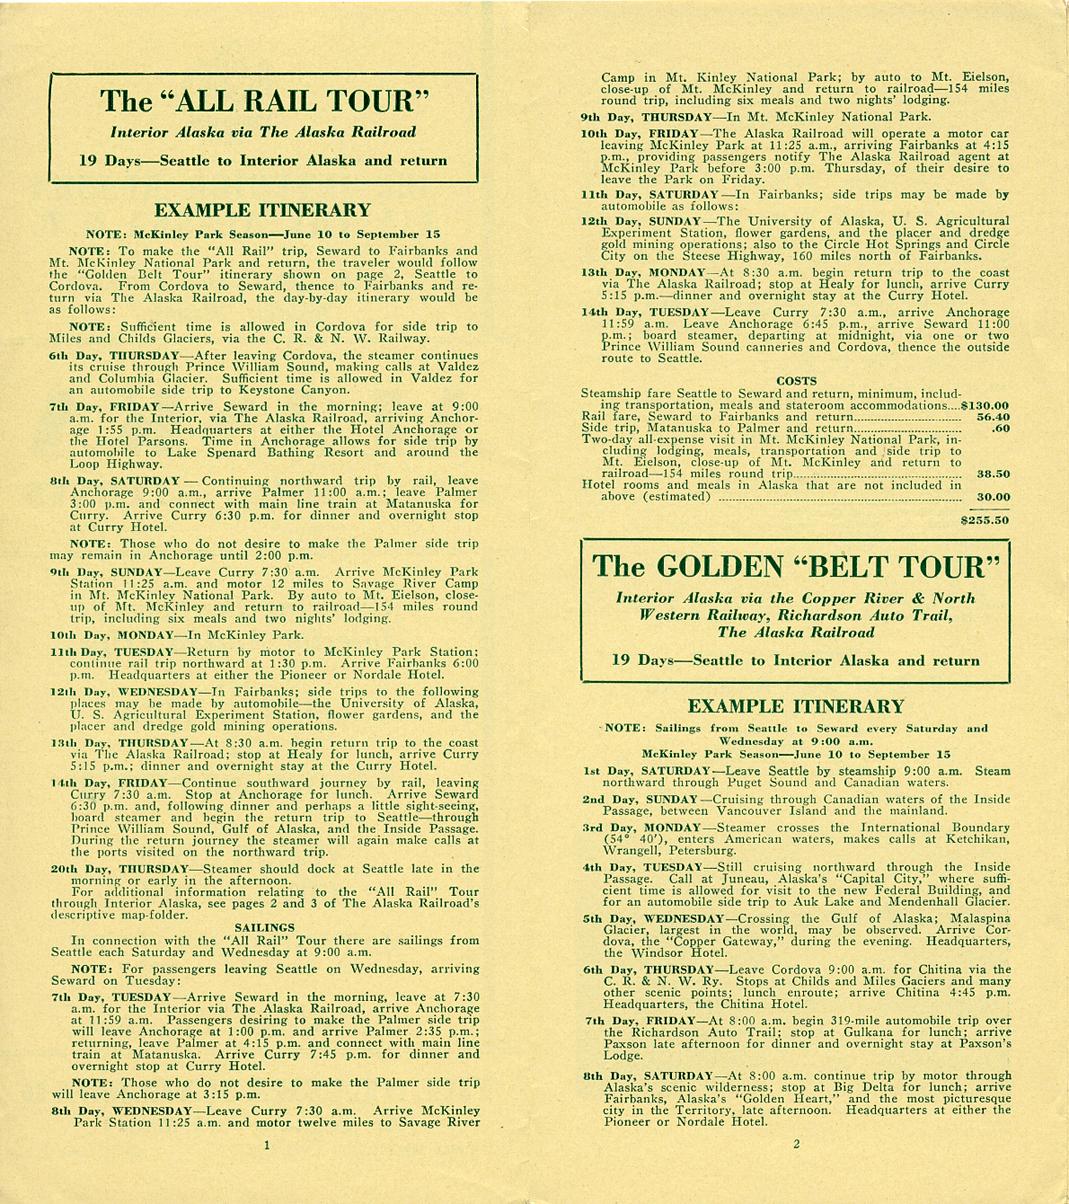 The “ALL RAIL TOUR”
Interior Alaska via The Alaska Railroad
19 Days—Seattle to Interior Alaska and return
EXAMPLE ITINERARY
NOTE: McKinley Park Season—June 10 to September 15
NOTE: To make the “All Rail” trip, Seward to Fairbanks and
Mt. McKinley National Park and return, the traveler would follow
the “Golden Belt Tour” itinerary shown on page 2, Seattle to
Cordova. From Cordova to Seward, thence to Fairbanks and re-
turn via The Alaska Railroad, the day-by-day itinerary would be
as follows:
NOTE: Sufficient time is allowed in Cordova for side trip to
Miles and Childs Glaciers, via the C. R. & N. W. Railway.
6th Day, THURSDAY—After leaving Cordova, the steamer continues
its cruise through Prince William Sound, making calls at Valdez
and Columbia Glacier. Sufficient time is allowed in Valdez for
an automobile side trip to Keystone Canyon.
7th Day, FRIDAY—Arrive Seward in the morning; leave at 9:00
a.m. for the Interior, via The Alaska Railroad, arriving Anchor-
age 1:55 p.m. Headquarters at either the Hotel Anchorage or
the Hotel Parsons. Time in Anchorage allows for side trip by
automobile to Lake Spenard Bathing Resort and around the
Loop Highway.
8th Day, SATURDAY — Continuing northward trip by rail, leave
Anchorage 9:00 a.m., arrive Palmer 11:00 a.m.; leave Palmer
3:00 p.m. and connect with main line train at Matanuska for
Curry. Arrive Curry 6:30 p.m. for dinner and overnight stop
at Curry Hotel.
NOTE: Those who do not desire to make the Palmer side trip
may remain in Anchorage until 2:00 p.m.
9th Day, SUNDAY—Leave Curry 7:30 a.m. Arrive McKinley Park
Station 11:25 a.m. and motor 12 miles to Savage River Camp
in Mt. McKinley National Park. By auto to Mt. Eielson, close-
up of Mt. McKinley and return to railroad—154 miles round
trip, including six meals and two nights’ lodging.
10th Day, MONDAY—In McKinley Park.
11th Day, TUESDAY—Return by motor to McKinley Park Station;
continue rail trip northward at 1:30 p.m. Arrive Fairbanks 6:00
p.m. Headquarters at either the Pioneer or Nordale Hotel.
12th Day, WEDNESDAY—In Fairbanks; side trips to the following
places may be made by automobile—the University of Alaska,
U. S. Agricultural Experiment Station, flower gardens, and the
placer and dredge gold mining operations.
13th Day, THURSDAY—At 8:30 a.m. begin return trip to the coast
via The Alaska Railroad; stop at Healy for lunch, arrive Curry
5:15 p.m.; dinner and overnight stay at the Curry Hotel.
14th Day, FRIDAY—Continue southward journey by rail, leaving
Curry 7:30 a.m. Stop at Anchorage for lunch. Arrive Seward
6:30 p.m. and, following dinner and perhaps a little sight-seeing,
board steamer and begin the return trip to Seattle—through
Prince William Sound, Gulf of Alaska, and the Inside Passage.
During the return journey the steamer will again make calls at
the ports visited on the northward trip.
20th Day, THURSDAY—Steamer should dock at Seattle late in the
morning or early in the afternoon.
For additional information relating to the “All Rail” Tour
through Interior Alaska, see pages 2 and 3 of The Alaska Railroad’s
descriptive map-folder.
SAILINGS
In connection with the “All Rail” Tour there are sailings from
Seattle each Saturday and Wednesday at 9:00 a.m.
NOTE: For passengers leaving Seattle on Wednesday, arriving
Seward on Tuesday:
7th Day, TUESDAY—Arrive Seward in the morning, leave at 7:30
a.m. for the Interior via The Alaska Railroad, arrive Anchorage
at 11:59 a.m. Passengers desiring to make the Palmer side trip
will leave Anchorage at 1:00 p.m. and arrive Palmer 2:35 p.m.;
returning, leave Palmer at 4:15 p.m. and connect with main line
train at Matanuska. Arrive Curry 7:45 p.m. for dinner and
overnight stop at Curry Hotel.
NOTE: Those who do not desire to make the Palmer side trip
will leave Anchorage at 3:15 p.m.
8th Day, WEDNESDAY—Leave Curry 7:30 a.m. Arrive McKinley
Park Station 11:25 a.m. and motor twelve miles to Savage River
1
Camp in Mt. Kinley National Park; by auto to Mt. Eielson,
close-up of Mt. McKinley and return to railroad—154 miles
round trip, including six meals and two nights’ lodging.
9th Day, THURSDAY—In Mt. McKinley National Park.
10th Day, FRIDAY—The Alaska Railroad will operate a motor car
leaving McKinley Park at 11:25 a.m., arriving Fairbanks at 4:15
p.m., providing passengers notify The Alaska Railroad agent at
McKinley Park before 3:00 p.m. Thursday, of their desire to
leave the Park on Friday.
11th Day, SATURDAY—In Fairbanks; side trips may be made by
automobile as follows:
12th Day, SUNDAY—The University of Alaska, U. S. Agricultural
Experiment Station, flower gardens, and the placer and dredge
gold mining operations; also to the Circle Hot Springs and Circle
City on the Steese Highway, 160 miles north of Fairbanks.
13th Day, MONDAY—At 8:30 a.m. begin return trip to the coast
via The Alaska Railroad; stop at Healy for lunch, arrive Curry
5:15 p.m.—dinner and overnight stay at the Curry Hotel.
14th Day, TUESDAY—Leave Curry 7:30 a.m., arrive Anchorage
11:59 a.m. Leave Anchorage 6:45 p.m., arrive Seward 11:00
p.m.; board steamer, departing at midnight, via one or two
Prince William Sound canneries and Cordova, thence the outside
route to Seattle.
COSTS
Steamship fare Seattle to Seward and return, minimum, includ-
ing transportation, meals and stateroom accommodations....$130.00
Rail fare, Seward to Fairbanks and return........................ 56.40
Side trip, Matanuska to Palmer and return........................ .60
Two-day all-expense visit in Mt. McKinley National Park, in-
cluding lodging, meals, transportation and side trip to
Mt. Eielson, close-up of Mt. McKinley and return to
railroad—154 miles round trip........................ 38.50
Hotel rooms and meals in Alaska that are not included in
above (estimated) ........................ 30.00
$255.50
The GOLDEN “BELT TOUR”
Interior Alaska via the Copper River & North
Western Railway, Richardson Auto Trail,
The Alaska Railroad
19 Days—Seattle to Interior Alaska and return
EXAMPLE ITINERARY
NOTE: Sailings from Seattle to Seward every Saturday and
Wednesday at 9:00 a.m.
McKinley Park Season—June 10 to September 15
1st Day, SATURDAY—Leave Seattle by steamship 9:00 a.m. Steam
northward through Puget Sound and Canadian waters.
2nd Day, SUNDAY—Cruising through Canadian waters of the Inside
Passage, between Vancouver Island and the mainland.
3rd Day, MONDAY—Steamer crosses the International Boundary
(54° 40’), enters American waters, makes calls at Ketchikan,
Wrangell, Petersburg.
4th Day, TUESDAY—Still cruising northward through the Inside
Passage. Call at Juneau, Alaska’s “Capital City,” where suffi-
cient time is allowed for visit to the new Federal Building, and
for an automobile side trip to Auk Lake and Mendenhall Glacier.
5th Day, WEDNESDAY—Crossing the Gulf of Alaska; Malaspina
Glacier, largest in the world, may be observed. Arrive Cor-
dova, the “Copper Gateway,” during the evening. Headquarters,
the Windsor Hotel.
6th Day, THURSDAY—Leave Cordova 9:00 a.m. for Chitina via the
C. R. & N. W. Ry. Stops at Childs and Miles Gaciers and many
other scenic points; lunch enroute; arrive Chitina 4:45 p.m.
Headquarters, the Chitina Hotel.
7th Day, FRIDAY—At 8:00 a.m. begin 319-mile automobile trip over
the Richardson Auto Trail; stop at Gulkana for lunch; arrive
Paxson late afternoon for dinner and overnight stay at Paxson’s
Lodge.
8th Day, SATURDAY—At 8:00 a.m. continue trip by motor through
Alaska’s scenic wilderness; stop at Big Delta for lunch; arrive
Fairbanks, Alaska’s “Golden Heart,” and the most picturesque
city in the Territory, late afternoon. Headquarters at either the
Pioneer or Nordale Hotel.
2